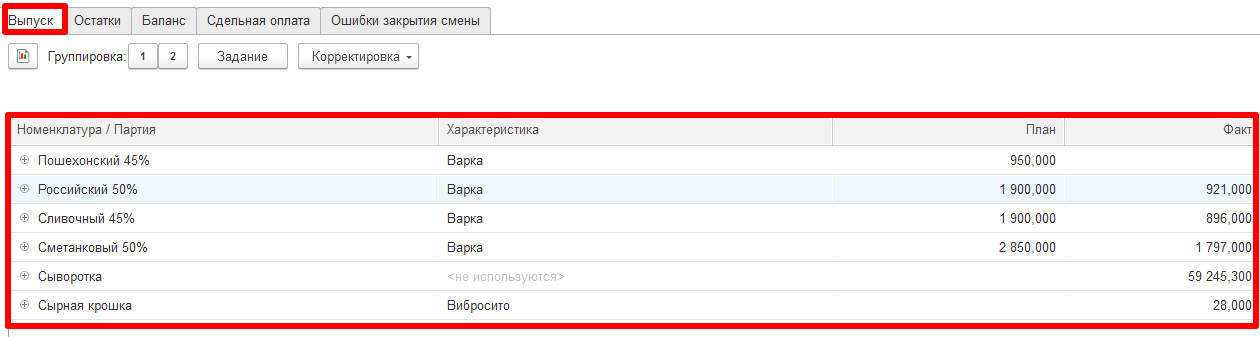 Выпуск Остатки Баланс Сдельная оплата Ошибки закрытия смены
Группировка: 1 2 Задание Корректировка
Номенклатура / Партия Характеристика План Факт
Пошехонский 45% Варка 950,000
Российский 50% Варка 1 900,000 921,000
Сливочный 45% Варка 1 900,000 896,000
Сметанковый 50% Варка 2 850,000 1 797,000
Сыворотка <не используются> 59 245,300
Сырная крошка Вибросито 28,000